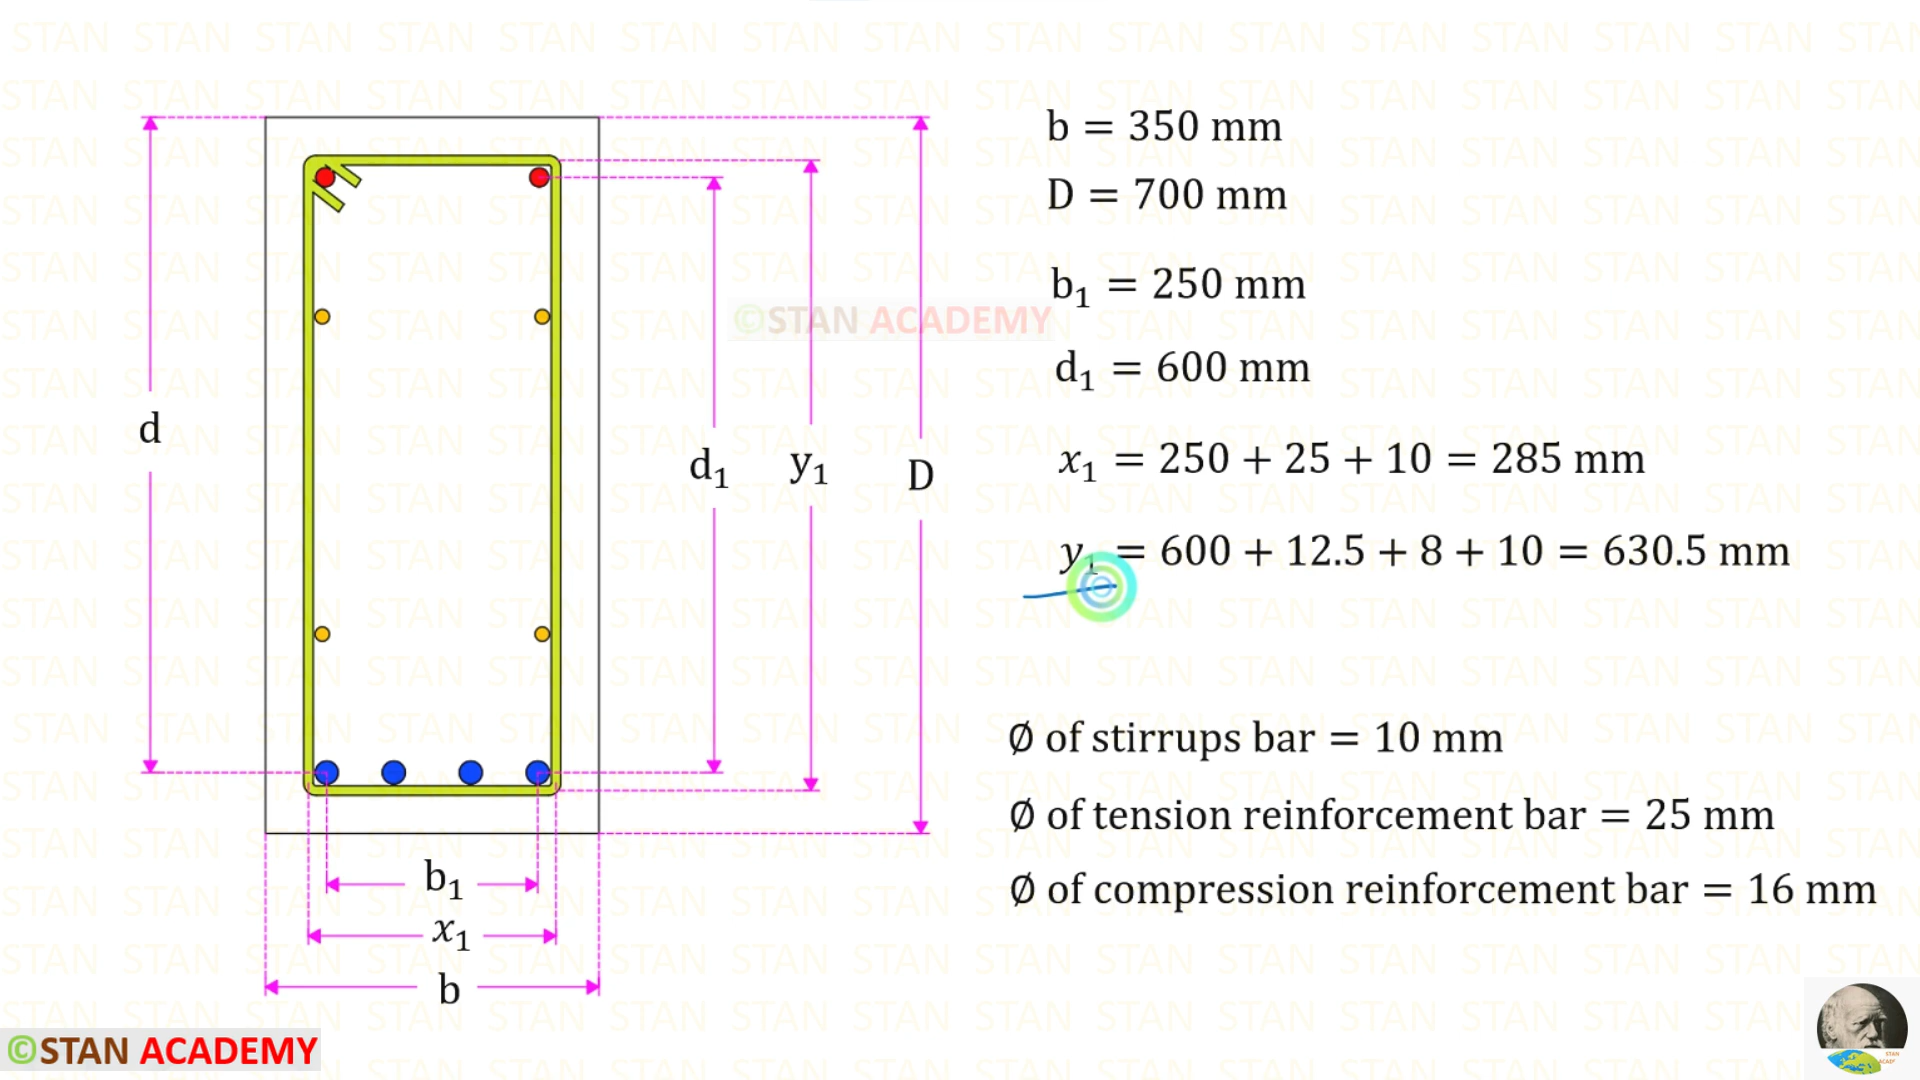 b = 350 mm
D = 700 mm
b₁ = 250 mm
d₁ = 600 mm
x₁ = 250 + 25 + 10 = 285 mm
y₁ = 600 + 12.5 + 8 + 10 = 630.5 mm
d
d₁
y₁
D
©STAN ACADEMY
Ø of stirrups bar = 10 mm
Ø of tension reinforcement bar = 25 mm
Ø of compression reinforcement bar = 16 mm
b₁
x₁
b
©STAN ACADEMY